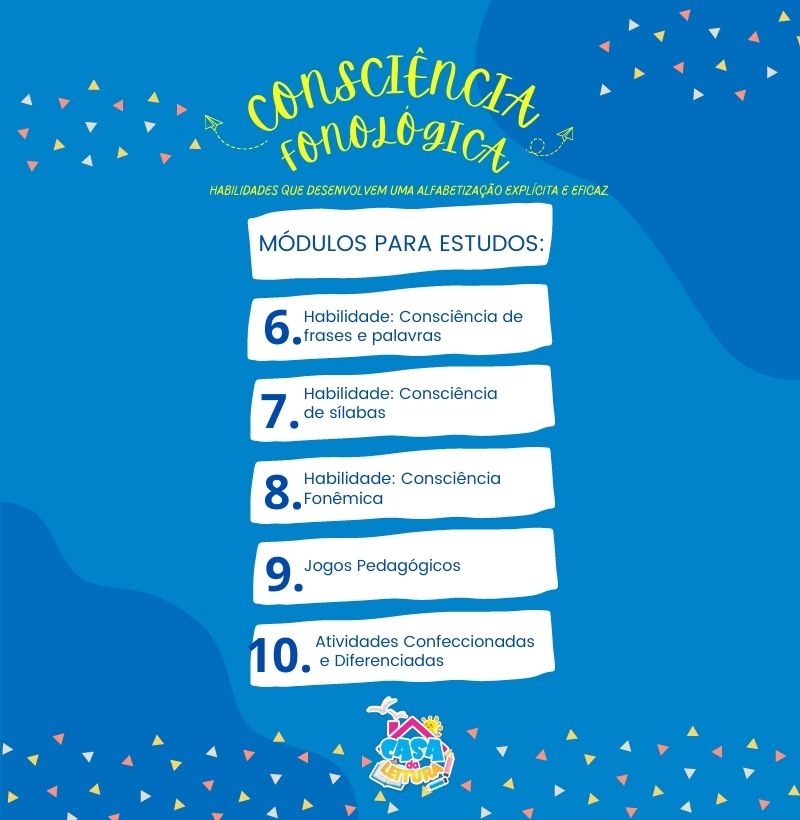 CONSCIÊNCIA
FONOLÓGICA
HABILIDADES QUE DESENVOLVEM UMA ALFABETIZAÇÃO EXPLÍCITA E EFICAZ
MÓDULOS PARA ESTUDOS:
6. Habilidade: Consciência de
frases e palavras
7. Habilidade: Consciência
de sílabas
8. Habilidade: Consciência
Fonêmica
9. Jogos Pedagógicos
10. Atividades Confeccionadas
e Diferenciadas
CASA
da
LEITURA